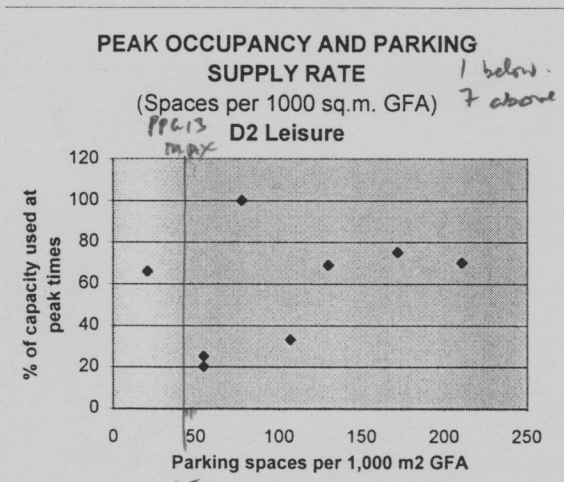 PEAK OCCUPANCY AND PARKING
SUPPLY RATE
(Spaces per 1000 sq.m. GFA)
1 below.
7 above
PPG13
MAX
D2 Leisure
% of capacity used at
peak times
120
100
80
60
40
20
0
0 50 100 150 200 250
Parking spaces per 1,000 m2 GFA